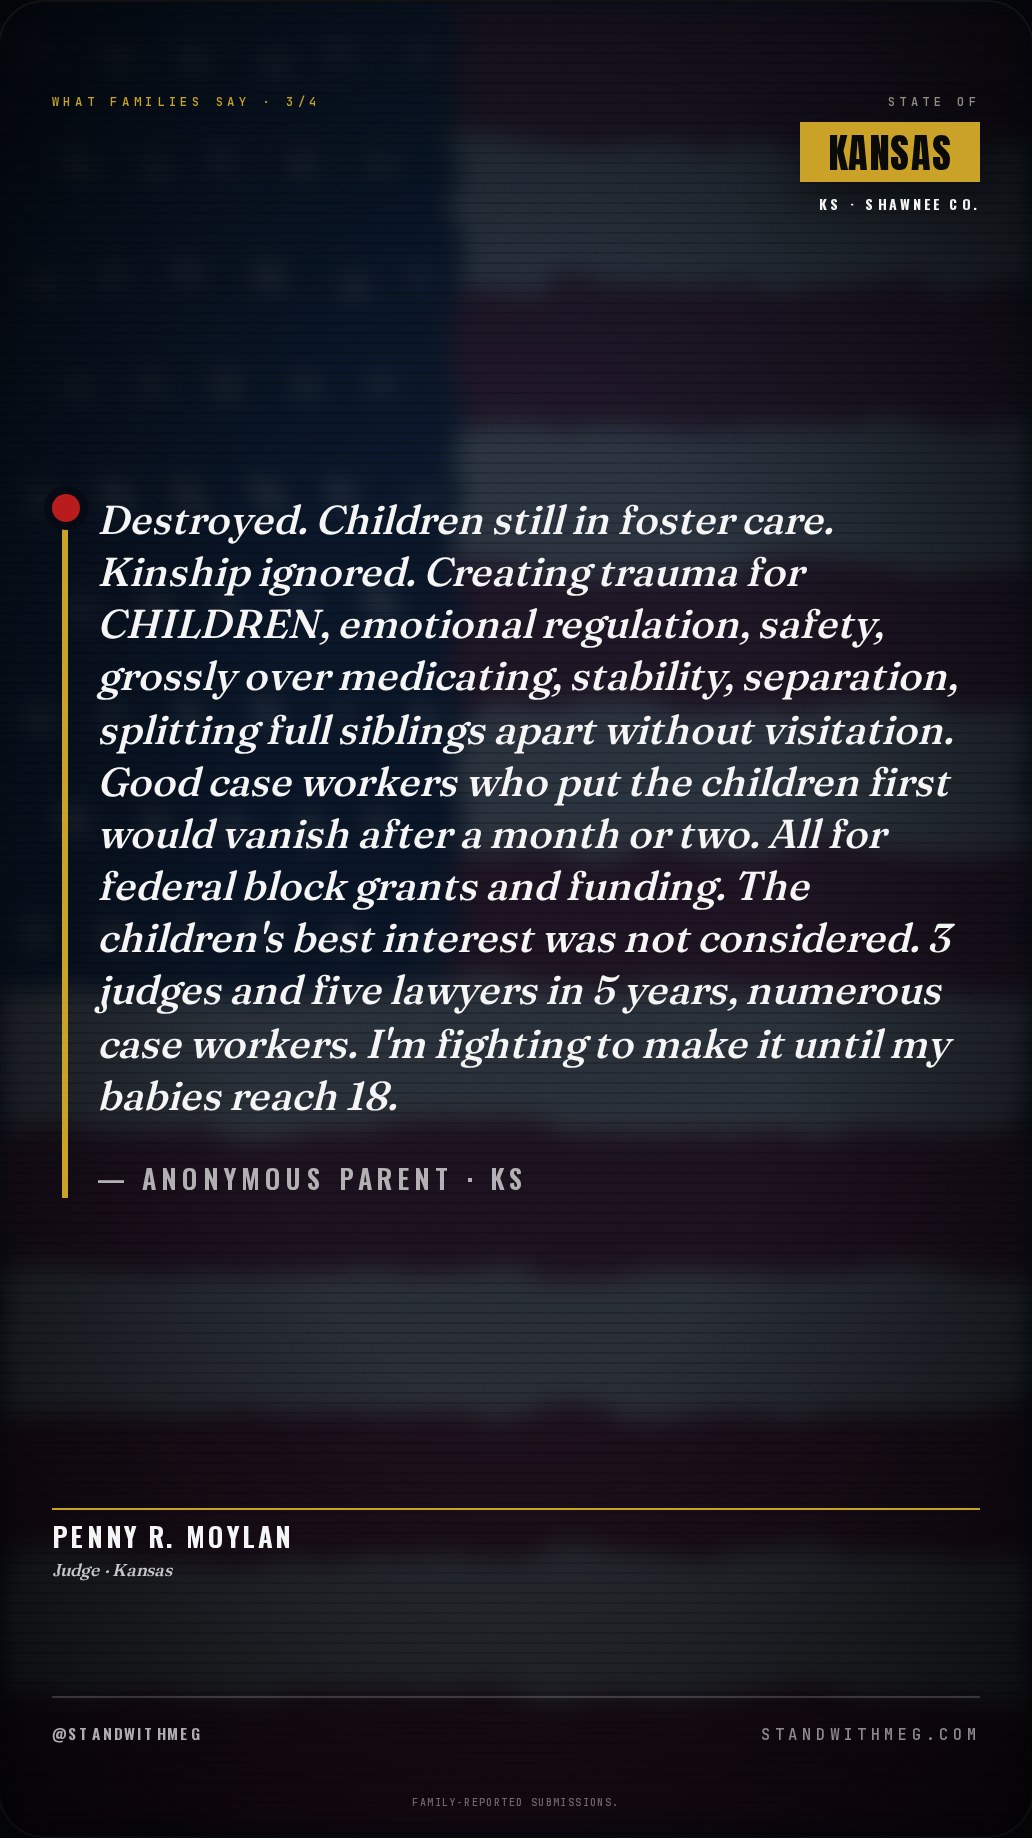 WHAT FAMILIES SAY · 3/4
STATE OF
KANSAS
KS · SHAWNEE CO.
Destroyed. Children still in foster care.
Kinship ignored. Creating trauma for
CHILDREN, emotional regulation, safety,
grossly over medicating, stability, separation,
splitting full siblings apart without visitation.
Good case workers who put the children first
would vanish after a month or two. All for
federal block grants and funding. The
children's best interest was not considered. 3
judges and five lawyers in 5 years, numerous
case workers. I'm fighting to make it until my
babies reach 18.
— ANONYMOUS PARENT · KS
PENNY R. MOYLAN
Judge · Kansas
@STANDWITHMEG
STANDWITHMEG.COM
FAMILY-REPORTED SUBMISSIONS.